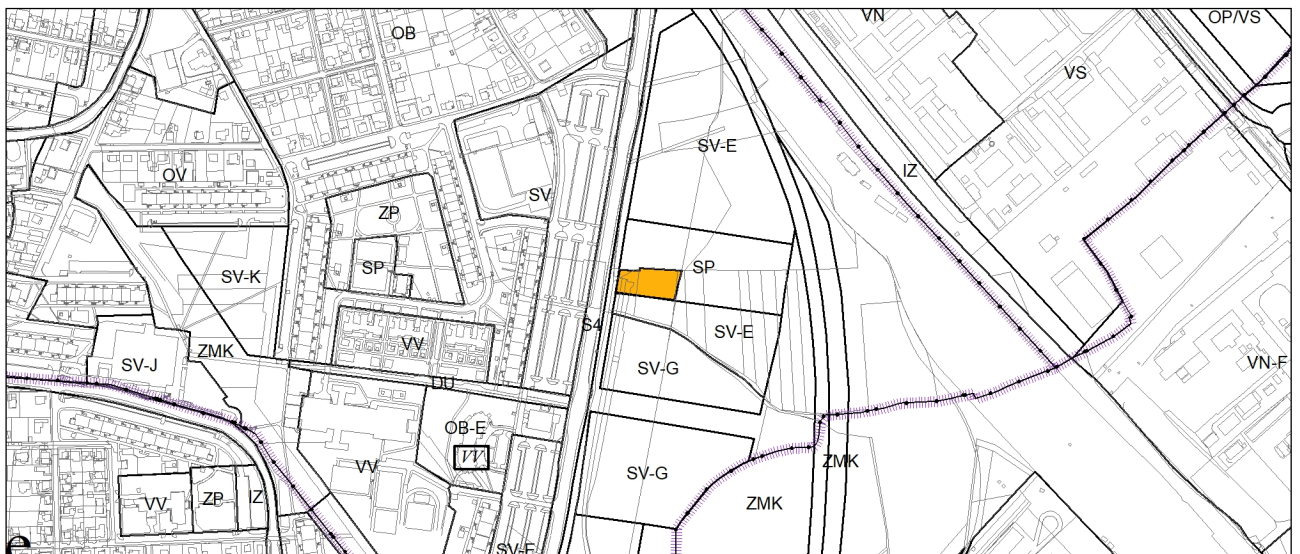 VN
OP/VS
OB
VS
SV-E
IZ
OV
SV
ZP
SP
SP
SV-K
S4
SV-E
VV
ZMK
SV-J
SV-G
VN-F
DU
OB-E
VV
VV
ZMK
SV-G
VV
ZP
IZ
ZMK
SV-F
e